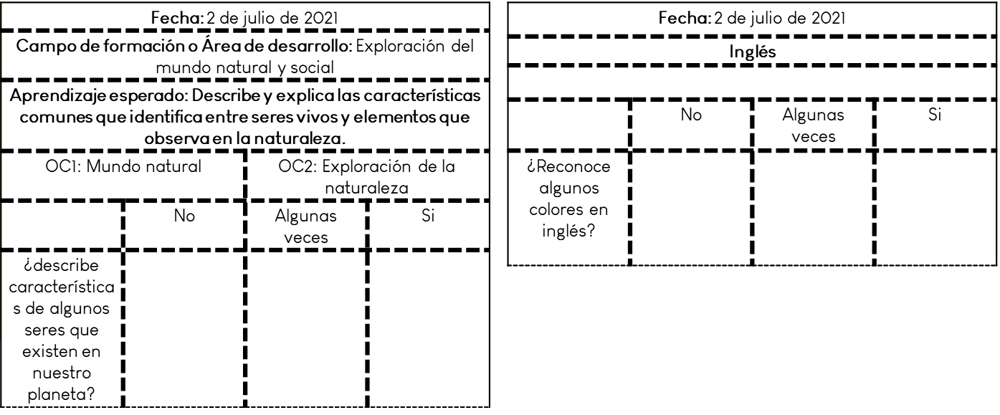 Fecha: 2 de julio de 2021
Campo de formación o Área de desarrollo: Exploración del
mundo natural y social
Aprendizaje esperado: Describe y explica las características
comunes que identifica entre seres vivos y elementos que
observa en la naturaleza.
OC1: Mundo natural
OC2: Exploración de la
naturaleza
No
Algunas
veces
Si
¿describe
característica
s de algunos
seres que
existen en
nuestro
planeta?
Fecha: 2 de julio de 2021
Inglés
No
Algunas
veces
Si
¿Reconoce
algunos
colores en
inglés?